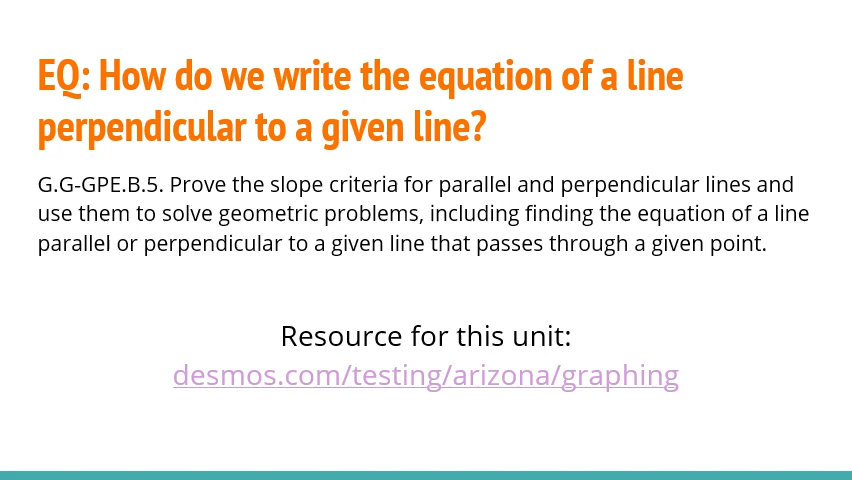 EQ: How do we write the equation of a line
perpendicular to a given line?
G.G-GPE.B.5. Prove the slope criteria for parallel and perpendicular lines and
use them to solve geometric problems, including finding the equation of a line
parallel or perpendicular to a given line that passes through a given point.
Resource for this unit:
desmos.com/testing/arizona/graphing